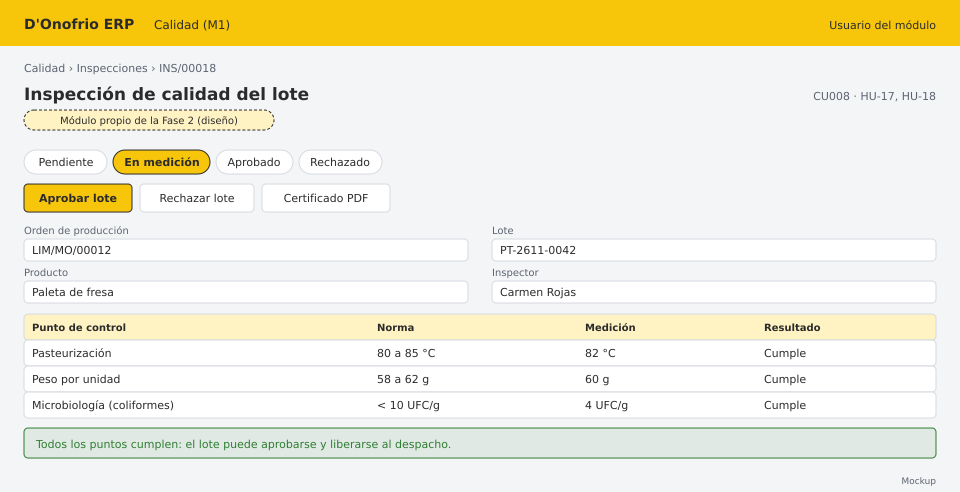 D'Onofrio ERP Calidad (M1) Usuario del módulo
Calidad › Inspecciones › INS/00018
Inspección de calidad del lote CU008 · HU-17, HU-18
Módulo propio de la Fase 2 (diseño)
Pendiente En medición Aprobado Rechazado
Aprobar lote Rechazar lote Certificado PDF
Orden de producción Lote
LIM/MO/00012 PT-2611-0042
Producto Inspector
Paleta de fresa Carmen Rojas
Punto de control Norma Medición Resultado
Pasteurización 80 a 85 °C 82 °C Cumple
Peso por unidad 58 a 62 g 60 g Cumple
Microbiología (coliformes) < 10 UFC/g 4 UFC/g Cumple
Todos los puntos cumplen: el lote puede aprobarse y liberarse al despacho.
Mockup